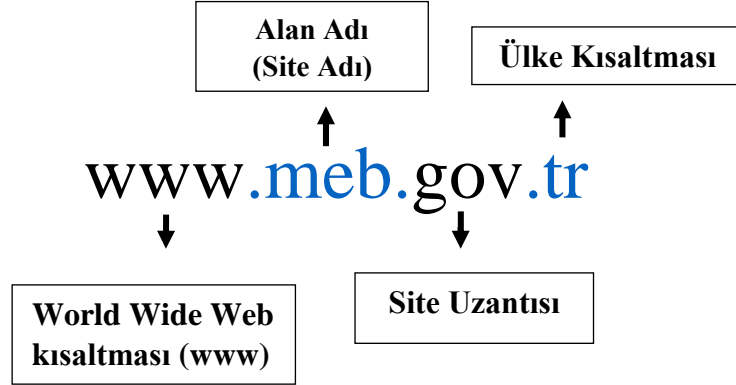 Alan Adı
(Site Adı)
Ülke Kısaltması
www.meb.gov.tr
World Wide Web
kısaltması (www)
Site Uzantısı